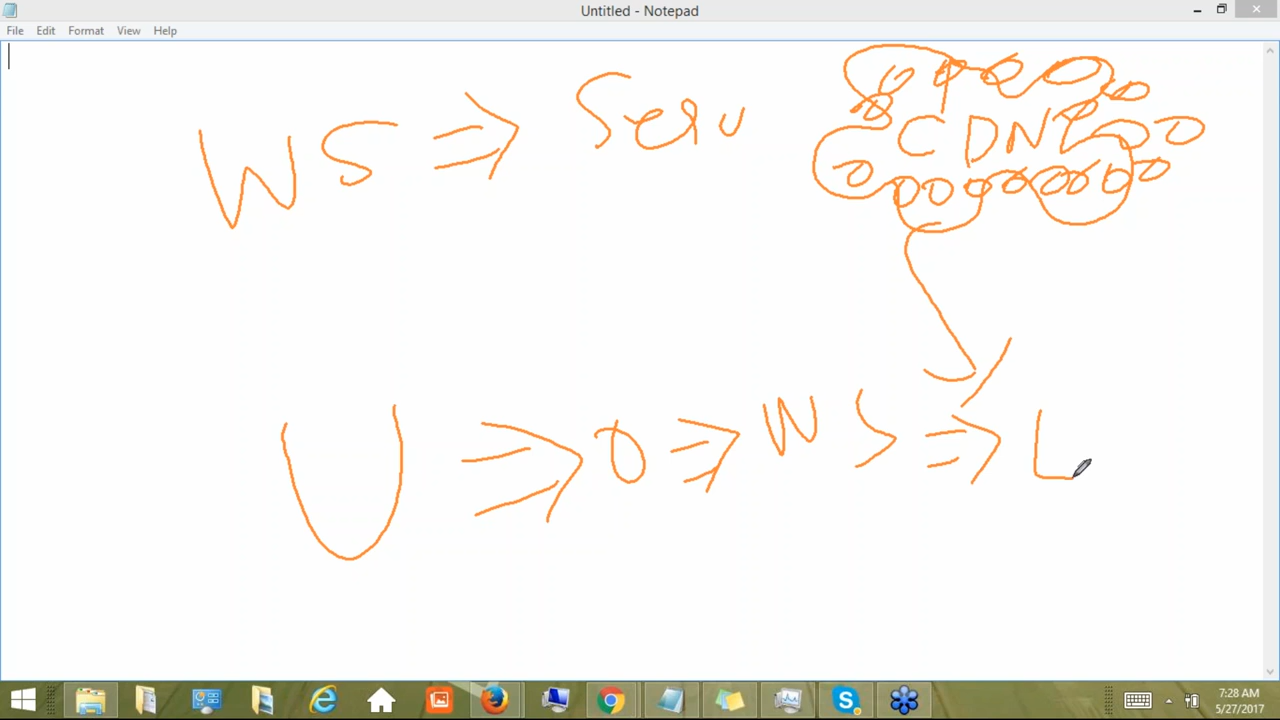 Untitled - Notepad
File Edit Format View Help
WS ⇒ Serv
CDN
U ⇒ O ⇒ WS ⇒ L
7:28 AM
5/27/2017